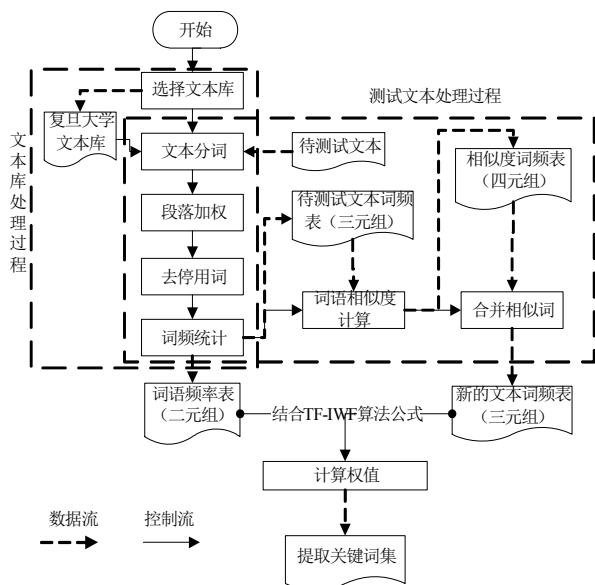 开始
选择文本库
测试文本处理过程
文本库处理过程
复旦大学
文本库
文本分词
待测试文本
相似度词频表
（四元组）
段落加权
待测试文本词频
表（三元组）
去停用词
词语相似度
计算
合并相似词
词频统计
词语频率表
（二元组）
结合TF-IWF算法公式
新的文本词频表
（三元组）
计算权值
数据流
控制流
提取关键词集